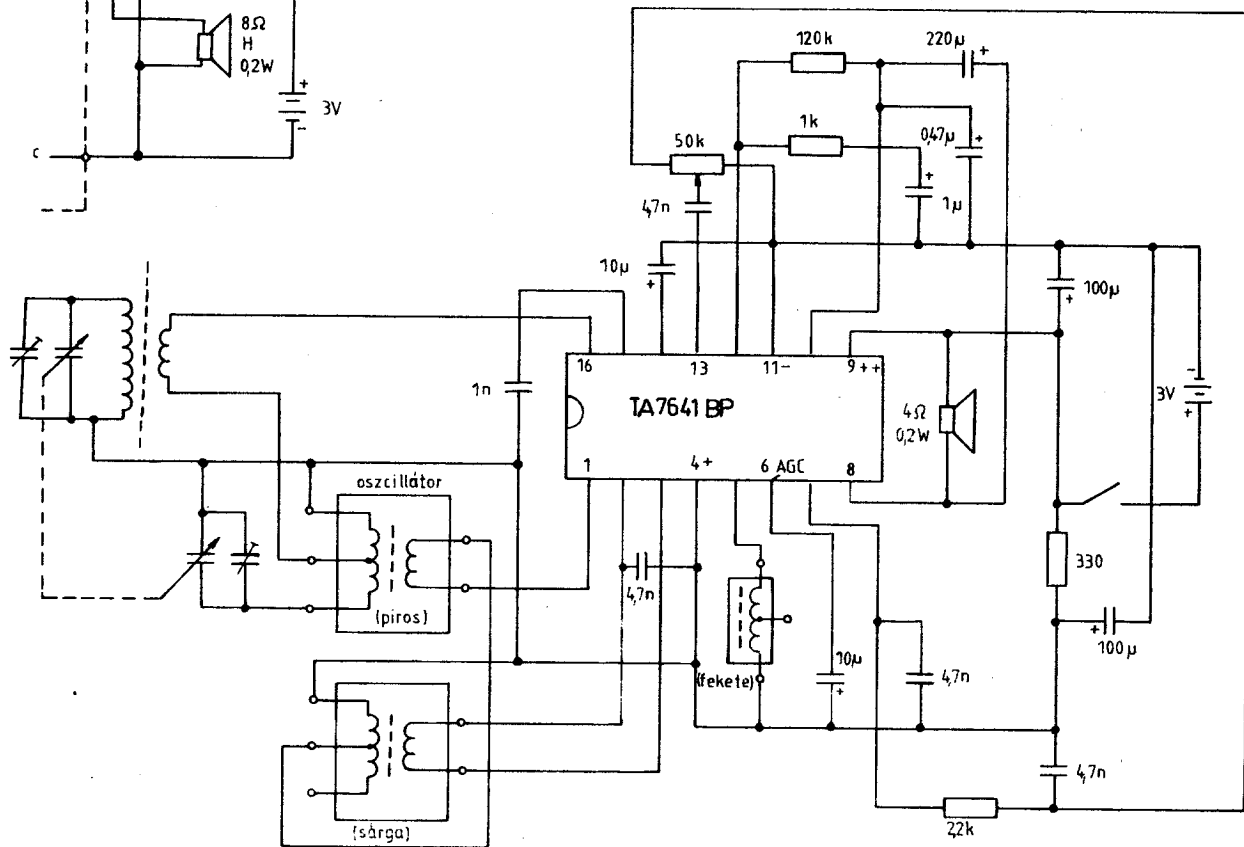 8Ω
H
0,2W
+
3V
-
c
120k
220µ
+
50k
1k
0,47µ
+
+
1µ
4,7n
10µ
+
100µ
+
16
13
11-
9++
1n
TA7641 BP
4Ω
0,2W
3V
-
+
1
4+
6 AGC
8
oszcillátor
(piros)
4,7n
330
+
100µ
(fekete)
10µ
+
4,7n
4,7n
(sárga)
2,2k